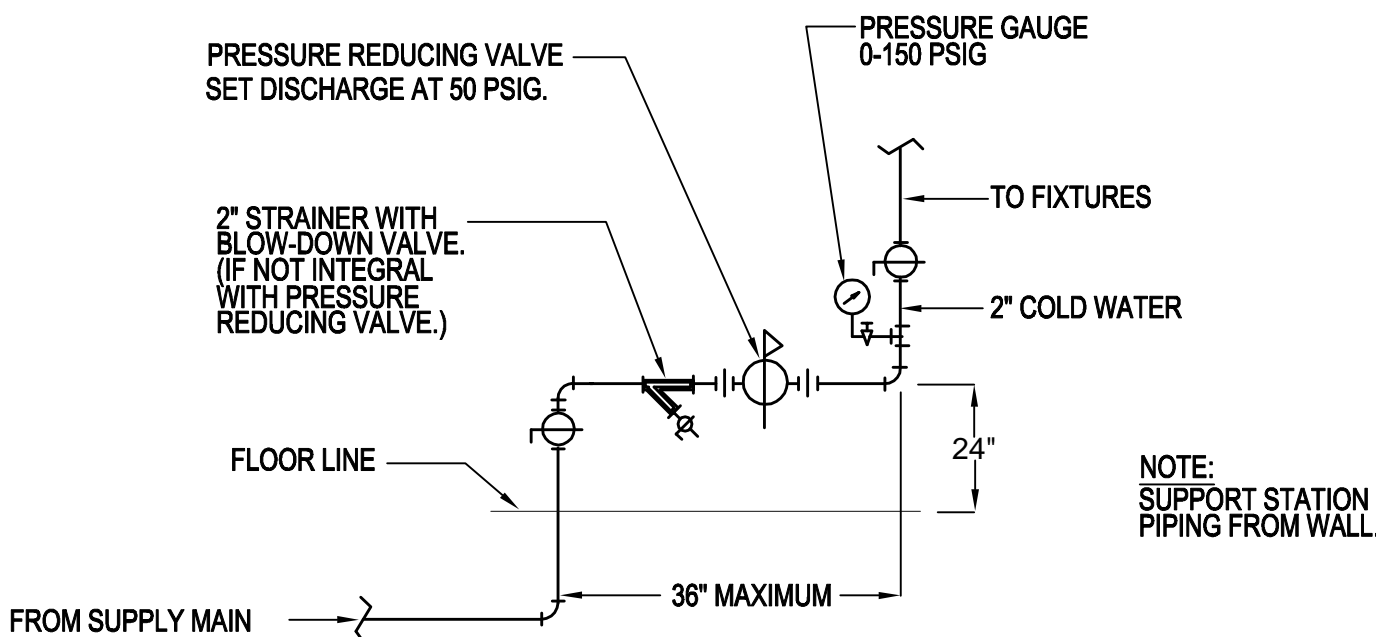 PRESSURE REDUCING VALVE
SET DISCHARGE AT 50 PSIG.
PRESSURE GAUGE
0-150 PSIG
TO FIXTURES
2" STRAINER WITH
BLOW-DOWN VALVE.
(IF NOT INTEGRAL
WITH PRESSURE
REDUCING VALVE.)
2" COLD WATER
FLOOR LINE
24"
NOTE:
SUPPORT STATION
PIPING FROM WALL.
36" MAXIMUM
FROM SUPPLY MAIN